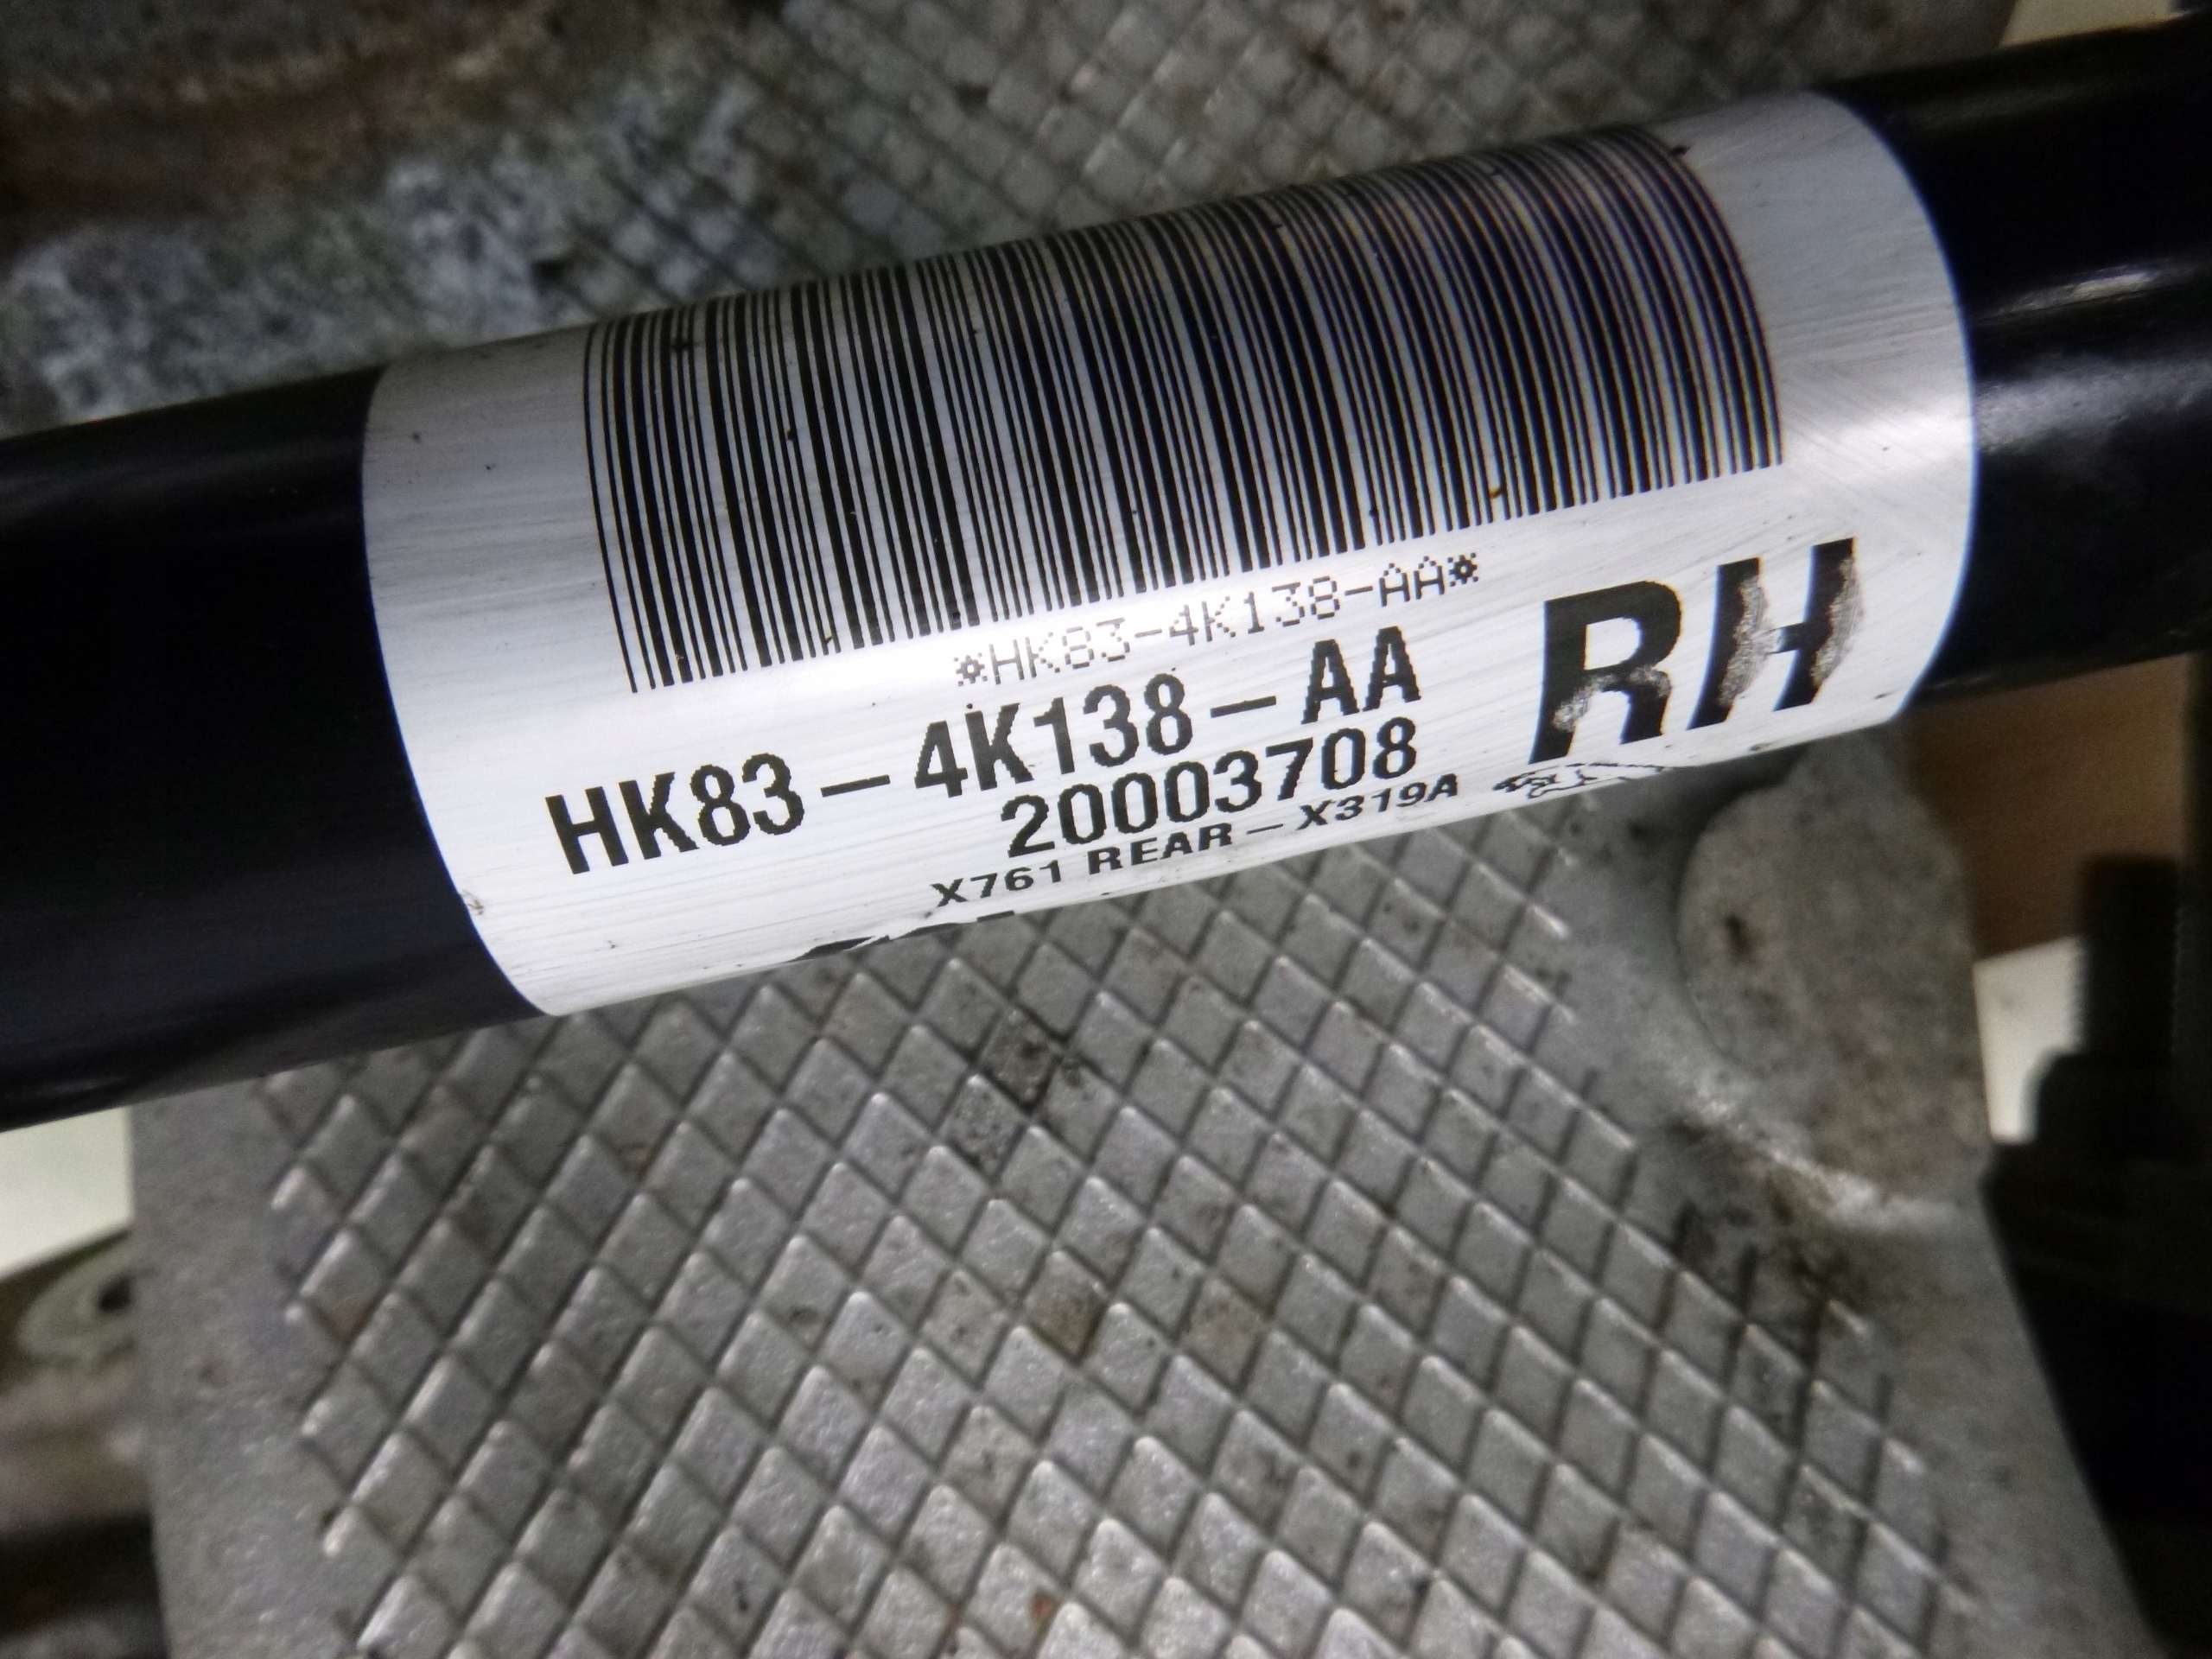 *HK83-4K138-AA*
HK83-4K138-AA
RH
20003708
X761 REAR-X319A